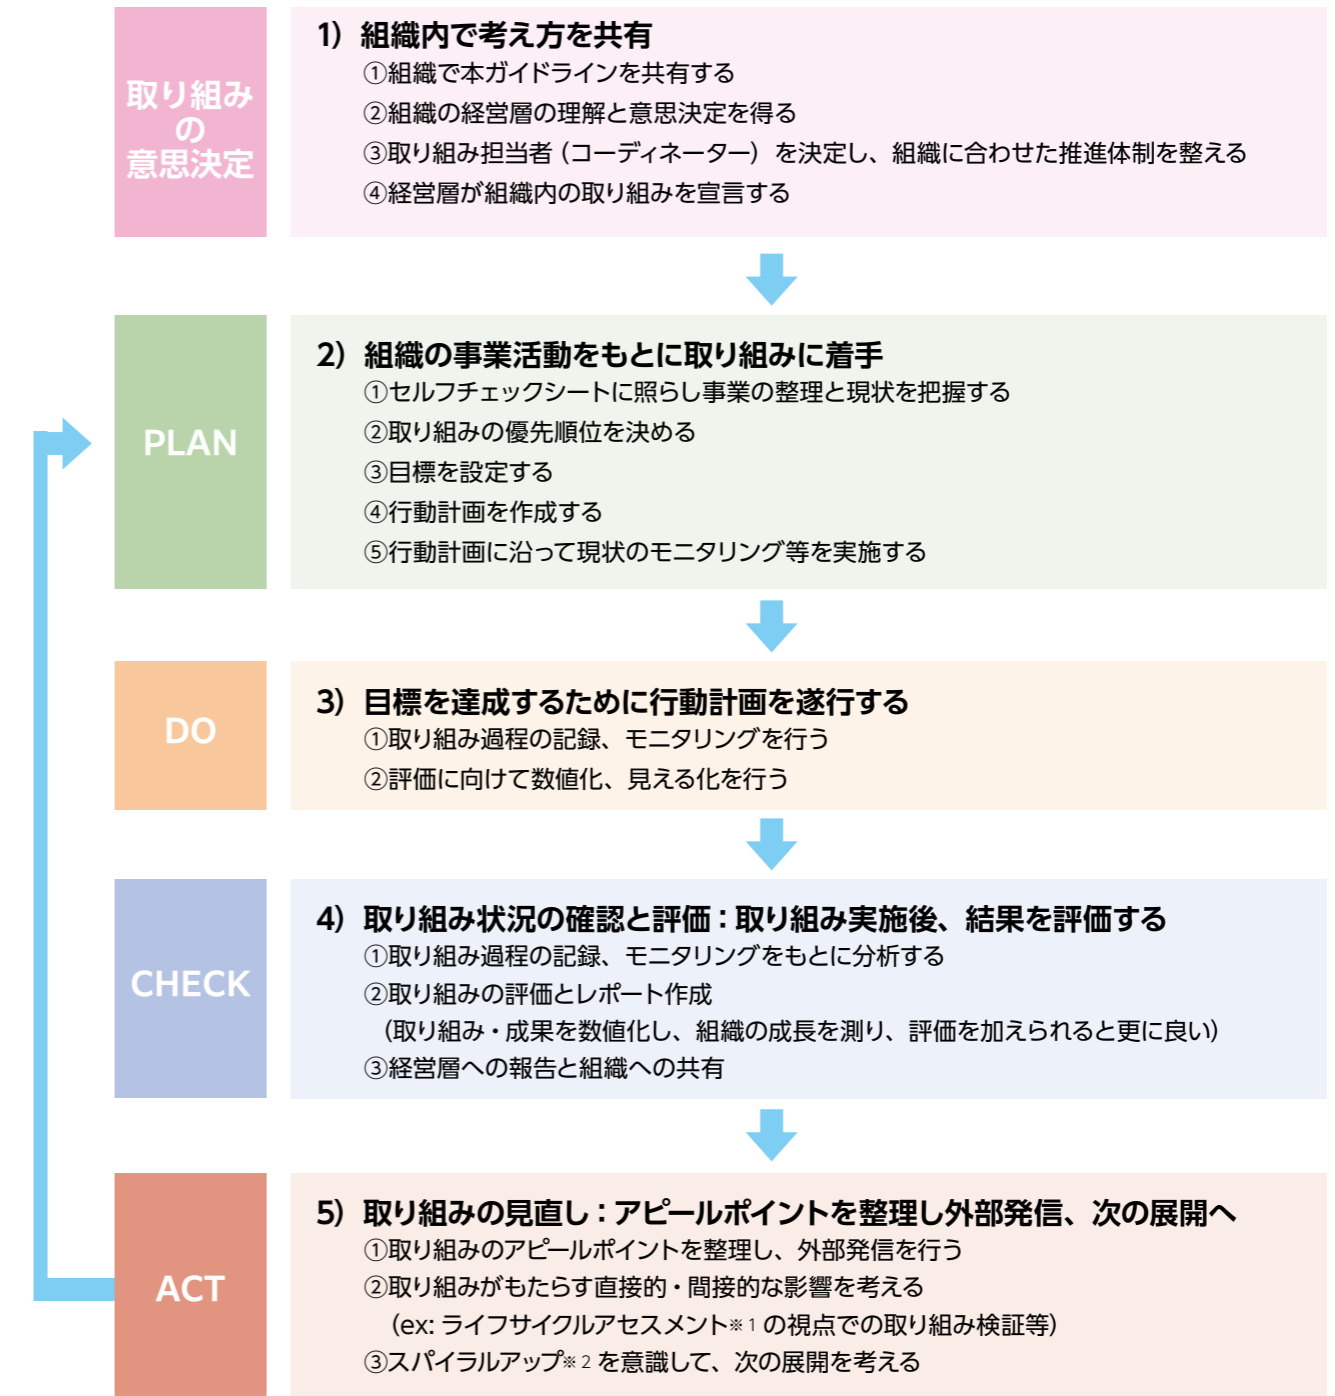 取り組み
の
意思決定
1）組織内で考え方を共有
①組織で本ガイドラインを共有する
②組織の経営層の理解と意思決定を得る
③取り組み担当者（コーディネーター）を決定し、組織に合わせた推進体制を整える
④経営層が組織内の取り組みを宣言する
PLAN
2）組織の事業活動をもとに取り組みに着手
①セルフチェックシートに照らし事業の整理と現状を把握する
②取り組みの優先順位を決める
③目標を設定する
④行動計画を作成する
⑤行動計画に沿って現状のモニタリング等を実施する
DO
3）目標を達成するために行動計画を遂行する
①取り組み過程の記録、モニタリングを行う
②評価に向けて数値化、見える化を行う
CHECK
4）取り組み状況の確認と評価：取り組み実施後、結果を評価する
①取り組み過程の記録、モニタリングをもとに分析する
②取り組みの評価とレポート作成
（取り組み・成果を数値化し、組織の成長を測り、評価を加えられると更に良い）
③経営層への報告と組織への共有
ACT
5）取り組みの見直し：アピールポイントを整理し外部発信、次の展開へ
①取り組みのアピールポイントを整理し、外部発信を行う
②取り組みがもたらす直接的・間接的な影響を考える
（ex: ライフサイクルアセスメント※1 の視点での取り組み検証等）
③スパイラルアップ※2 を意識して、次の展開を考える